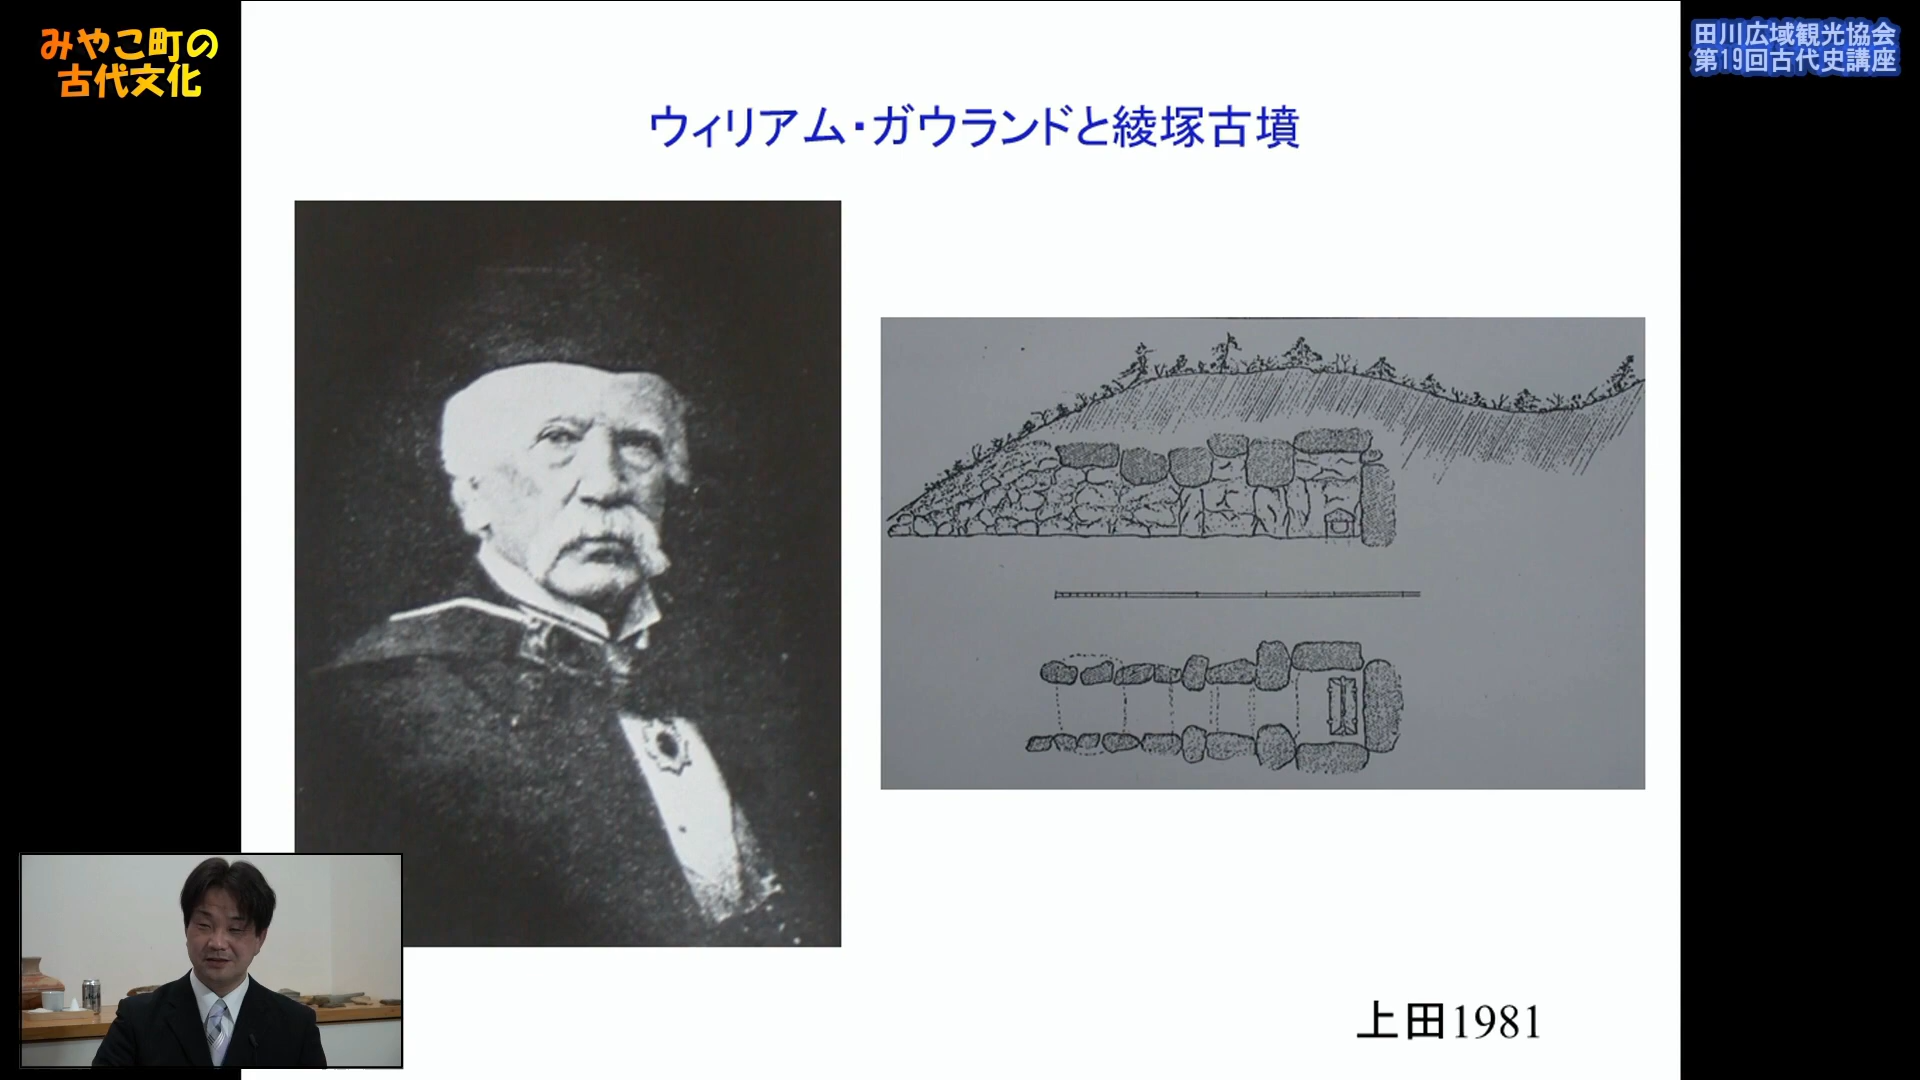 みやこ町の
古代文化
田川広域観光協会
第19回古代史講座
ウィリアム・ガウランドと綾塚古墳
上田1981